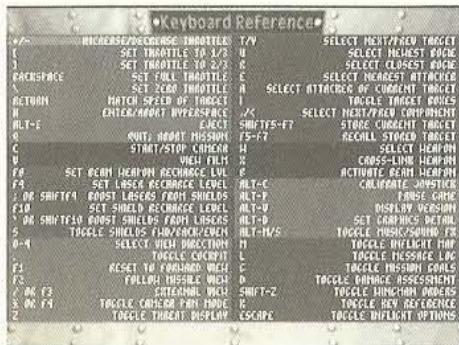 Keyboard Reference
+/- INCREASE/DECREASE THROTTLE
[ SET THROTTLE TO 1/3
] SET THROTTLE TO 2/3
BACKSPACE SET FULL THROTTLE
\ SET ZERO THROTTLE
RETURN MATCH SPEED OF TARGET
H ENTER/ABORT HYPERSPACE
ALT-E EJECT
Q QUIT; ABORT MISSION
C START/STOP CAMERA
V VIEW FILM
F8 SET BEAM WEAPON RECHARGE LVL
F9 SET LASER RECHARGE LEVEL
; OR SHIFTF9 BOOST LASERS FROM SHIELDS
F10 SET SHIELD RECHARGE LEVEL
' OR SHIFTF10 BOOST SHIELDS FROM LASERS
S TOGGLE SHIELDS FWD/BACK/EVEN
0-9 SELECT VIEW DIRECTION
. TOGGLE COCKPIT
F1 RESET TO FORWARD VIEW
F2 FOLLOW MISSILE VIEW
/ OR F3 EXTERNAL VIEW
* OR F4 TOGGLE CAMERA PAN MODE
Z TOGGLE THREAT DISPLAY
T/Y SELECT NEXT/PREV TARGET
U SELECT NEWEST
R SELECT CLOSEST
E SELECT NEAREST ATTACKER
A SELECT ATTACKER OF CURRENT TARGET
I TOGGLE TARGET BOXES
,/< SELECT NEXT/PREV COMPONENT
SHIFTF5-F7 STORE CURRENT TARGET
F5-F7 RECALL STORED TARGET
W SELECT WEAPON
X CROSS-LINK WEAPON
B ACTIVATE BEAM WEAPON
ALT-C CALIBRATE JOYSTICK
ALT-P PAUSE GAME
ALT-V DISPLAY VERSION
ALT-D SET GRAPHICS DETAIL
ALT-M/S TOGGLE MUSIC/SOUND FX
M TOGGLE INFLIGHT MAP
L TOGGLE MESSAGE LOG
G TOGGLE MISSION GOALS
D TOGGLE DAMAGE ASSESSMENT
SHIFT-Z TOGGLE WINGMAN ORDERS
K TOGGLE KEY REFERENCE
ESCAPE TOGGLE INFLIGHT OPTIONS